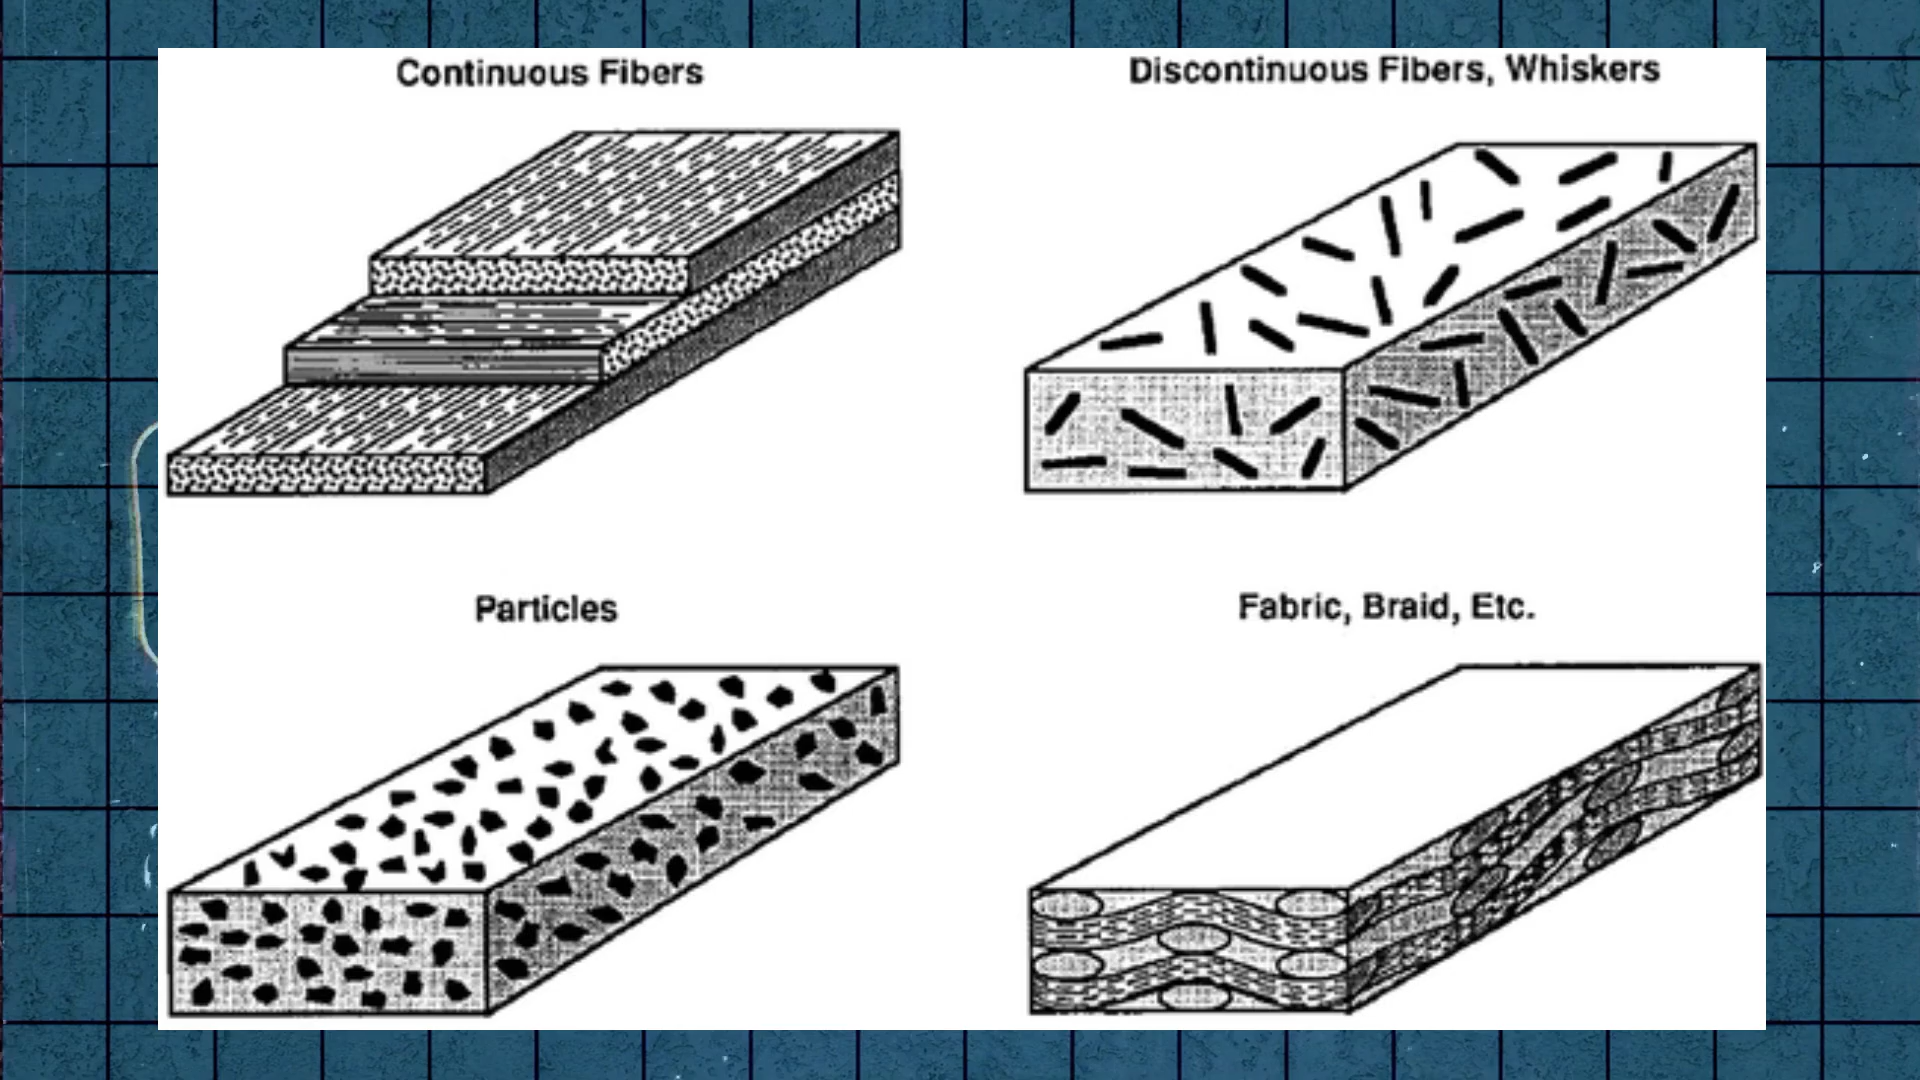 Continuous Fibers
Discontinuous Fibers, Whiskers
Particles
Fabric, Braid, Etc.